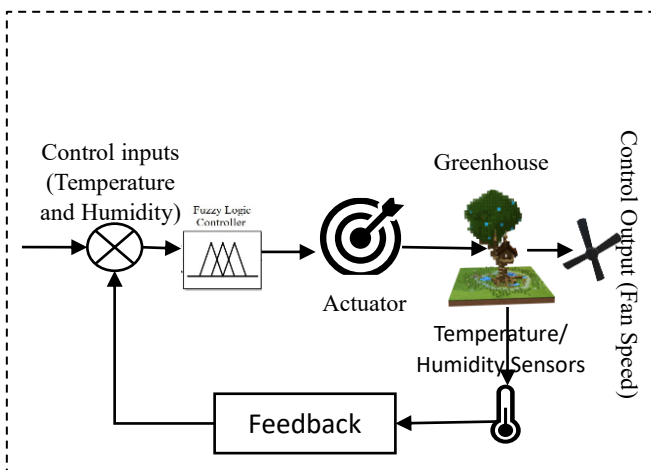 Control inputs
(Temperature
and Humidity)
Fuzzy Logic
Controller
Actuator
Greenhouse
Control Output (Fan Speed)
Temperature/
Humidity Sensors
Feedback